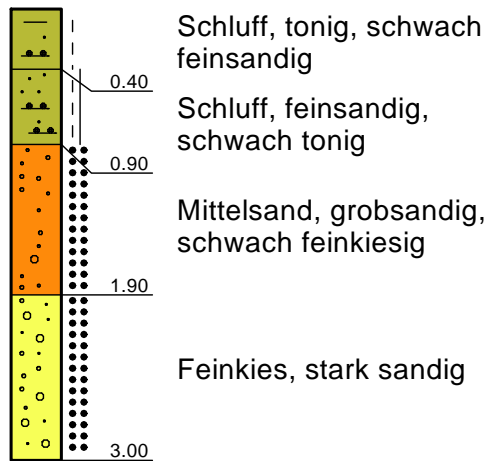 Schluff, tonig, schwach
feinsandig
0.40
Schluff, feinsandig,
schwach tonig
0.90
Mittelsand, grobsandig,
schwach feinkiesig
1.90
Feinkies, stark sandig
3.00